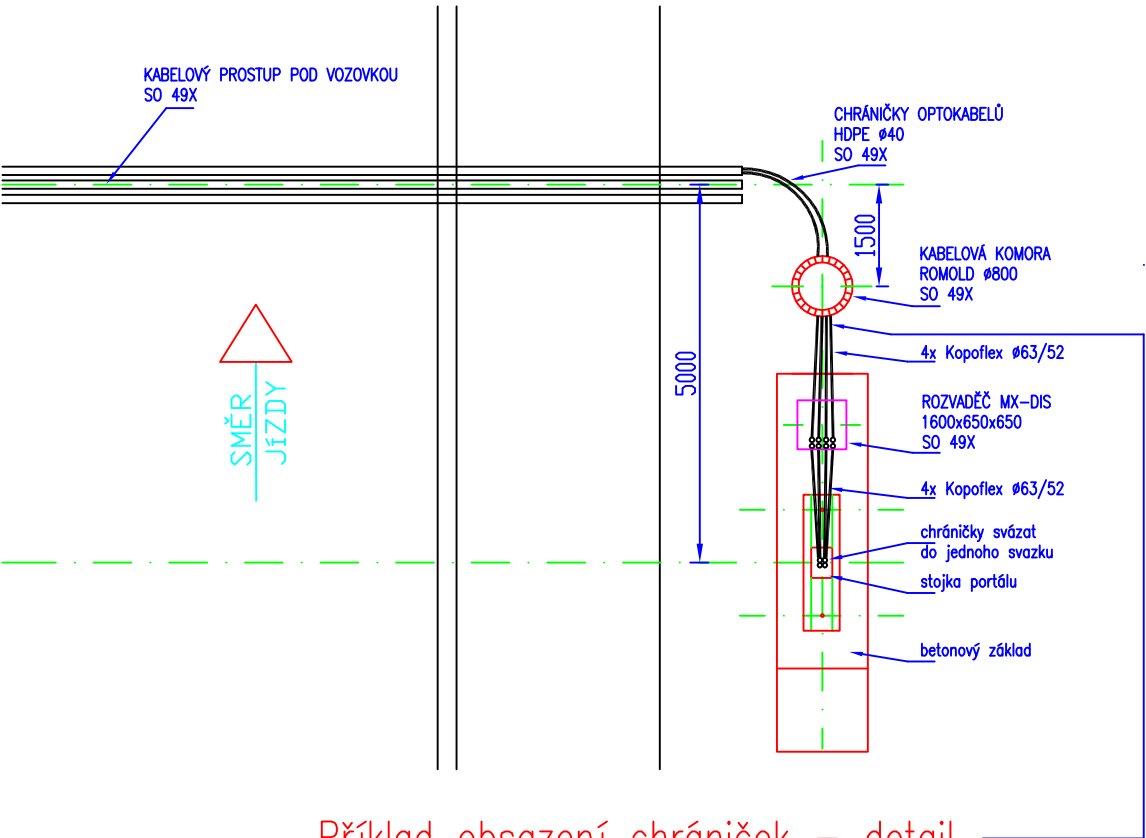 KABELOVÝ PROSTUP POD VOZOVKOU
SO 49X
CHRÁNIČKY OPTOKABELŮ
HDPE ø40
SO 49X
1500
KABELOVÁ KOMORA
ROMOLD ø800
SO 49X
4x Kopoflex ø63/52
5000
SMĚR
JÍZDY
ROZVADĚČ MX-DIS
1600x650x650
SO 49X
4x Kopoflex ø63/52
chráničky svázat
do jednoho svazku
stojka portálu
betonový základ
Příklad obsazení chrániček - detail